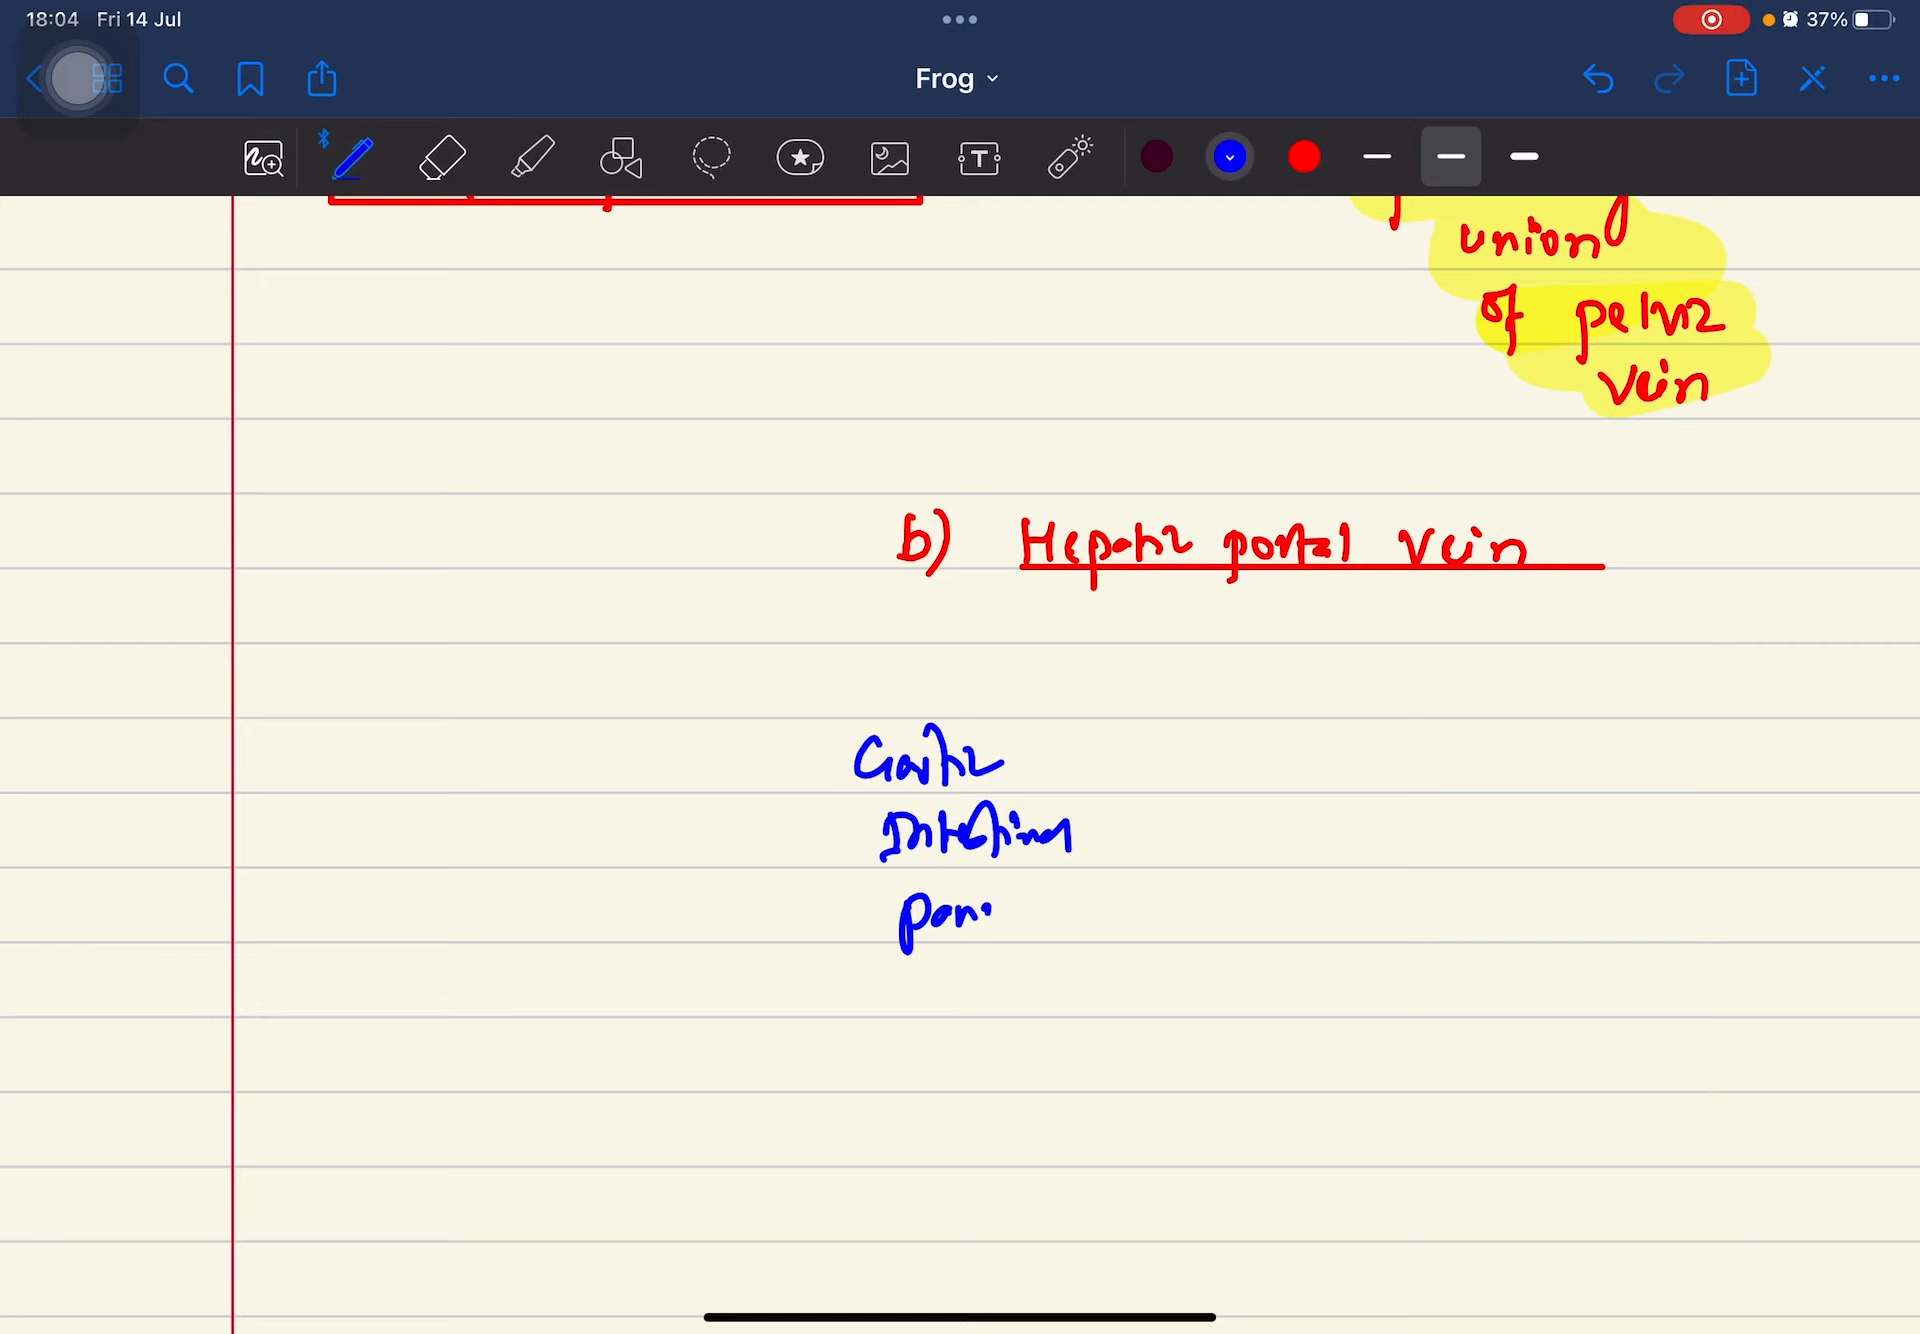 18:04 Fri 14 Jul
37%
Frog
T
union
of pelvic
vein
b) Hepatic portal vein
Gastric
Intestinal
pan